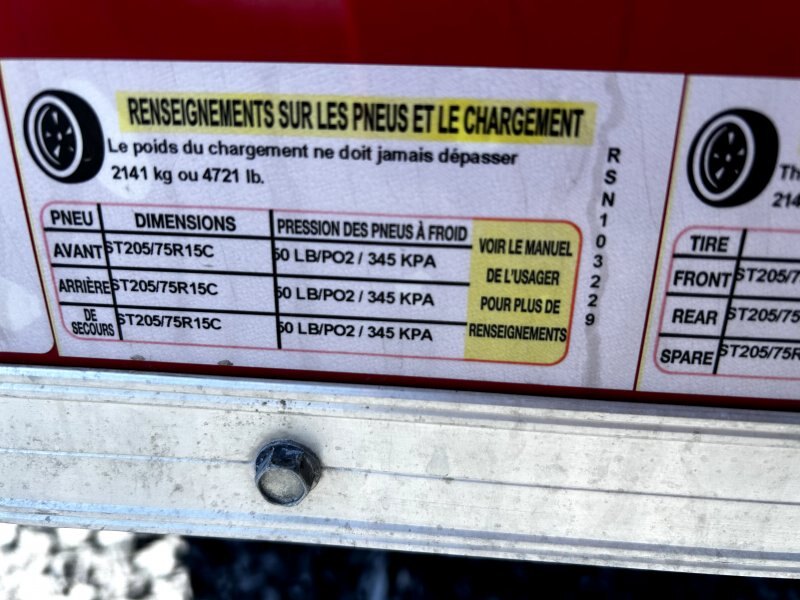 RENSEIGNEMENTS SUR LES PNEUS ET LE CHARGEMENT
Le poids du chargement ne doit jamais dépasser
2141 kg ou 4721 lb.
PNEU DIMENSIONS PRESSION DES PNEUS À FROID
AVANT ST205/75R15C 50 LB/PO2 / 345 KPA
ARRIÈRE ST205/75R15C 50 LB/PO2 / 345 KPA
DE SECOURS ST205/75R15C 50 LB/PO2 / 345 KPA
VOIR LE MANUEL
DE L'USAGER
POUR PLUS DE
RENSEIGNEMENTS
RSN103229
TIRE
FRONT
REAR
SPARE